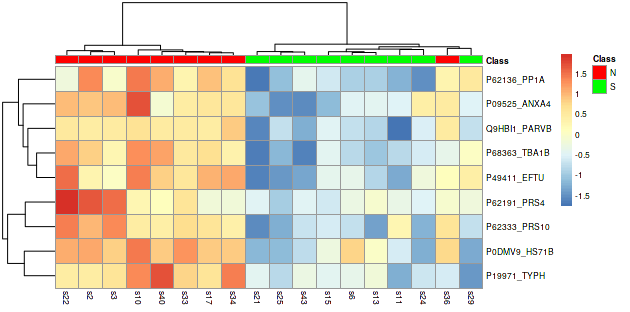 Class
P62136_PP1A
P09525_ANXA4
Q9HBI1_PARVB
P68363_TBA1B
P49411_EFTU
P62191_PRS4
P62333_PRS10
P0DMV9_HS71B
P19971_TYPH
s22 s2 s3 s10 s40 s33 s17 s34 s21 s25 s43 s15 s6 s13 s11 s24 s36 s29
1.5
1
0.5
0
-0.5
-1
-1.5
Class
N
S